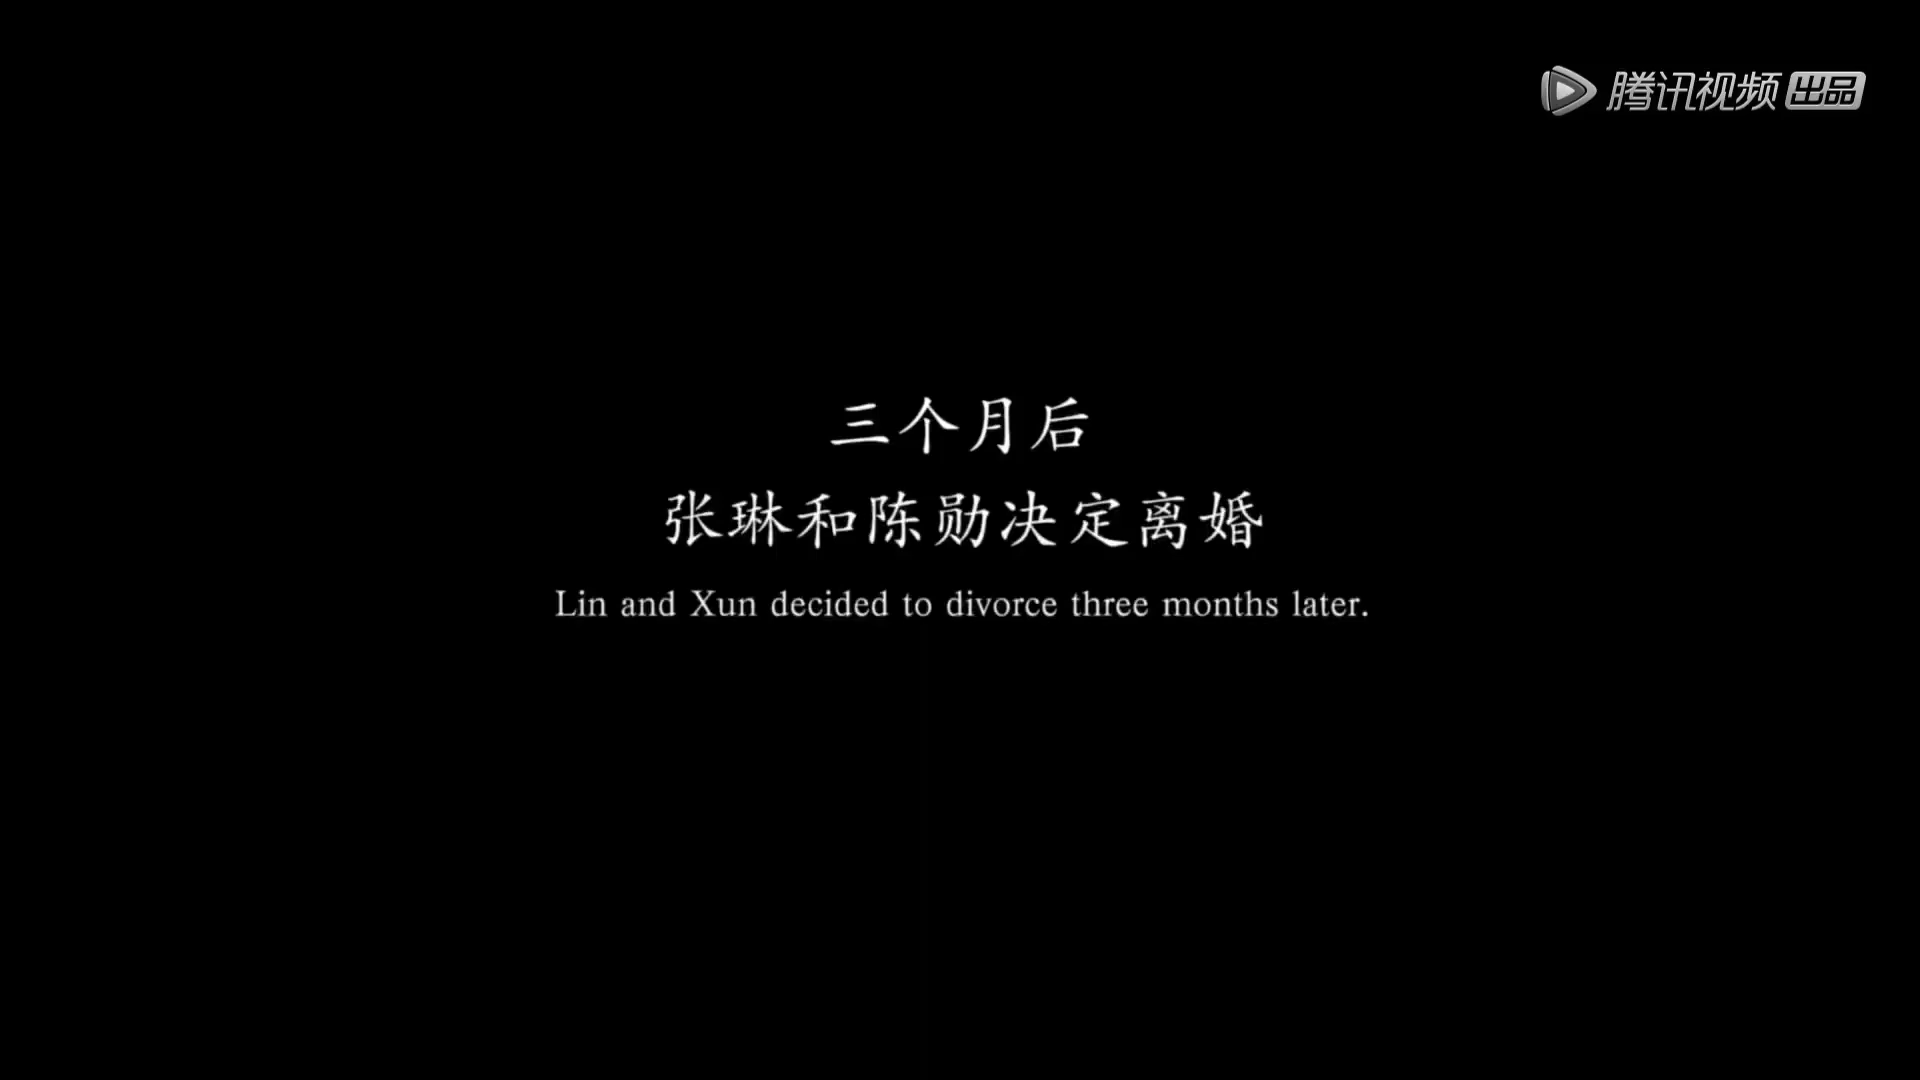 腾讯视频 出品
三个月后
张琳和陈勋决定离婚
Lin and Xun decided to divorce three months later.